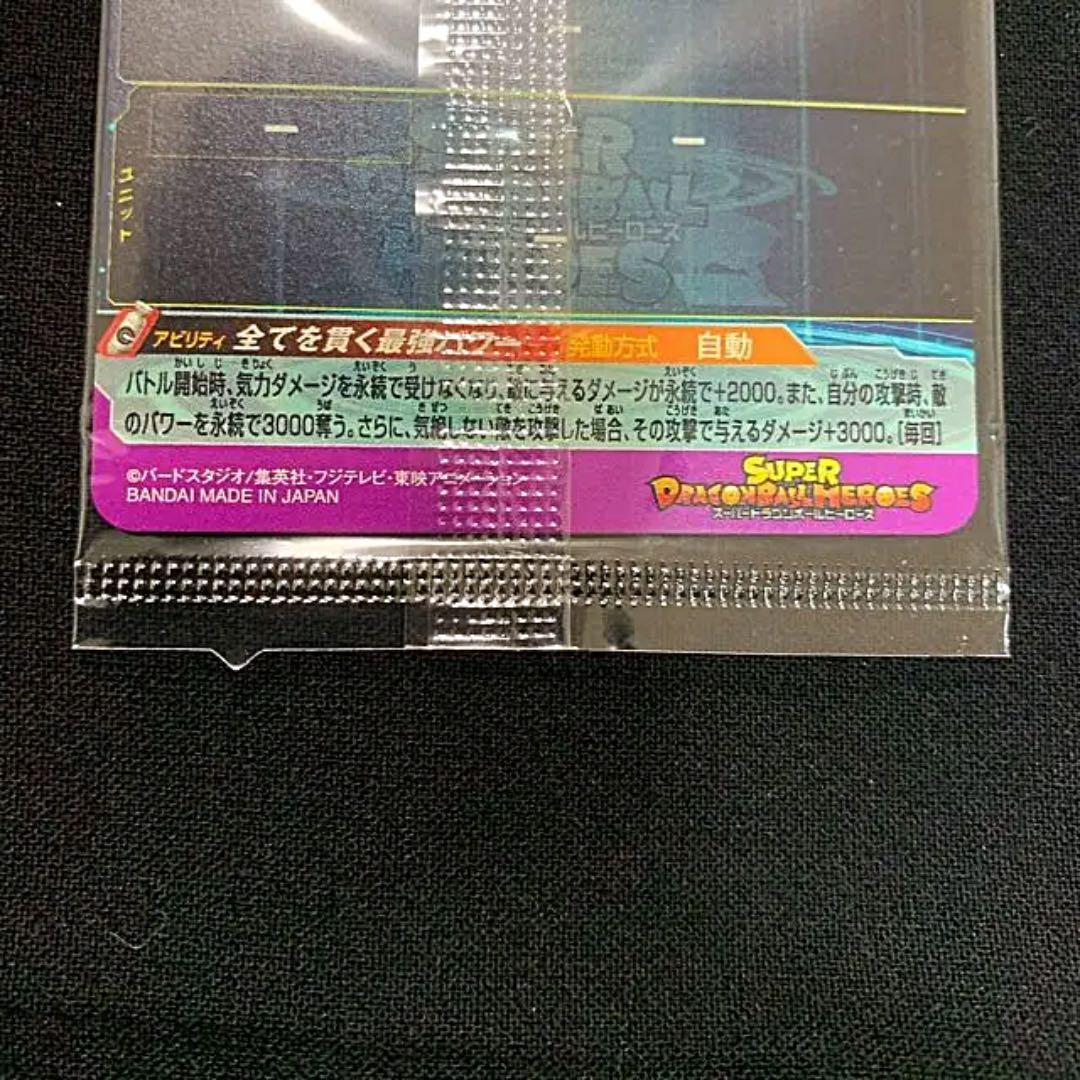 ユニット
アビリティ 全てを貫く最強パワー 発動方式 自動
バトル開始時、気力ダメージを永続で受けなくなり、敵に与えるダメージが永続で+2000。また、自分の攻撃時、敵
のパワーを永続で3000奪う。さらに、気絶しない敵を攻撃した場合、その攻撃で与えるダメージ+3000。[毎回]
©バードスタジオ/集英社・フジテレビ・東映アニメーション
BANDAI MADE IN JAPAN
SUPER
DRAGONBALL HEROES
スーパードラゴンボールヒーローズ